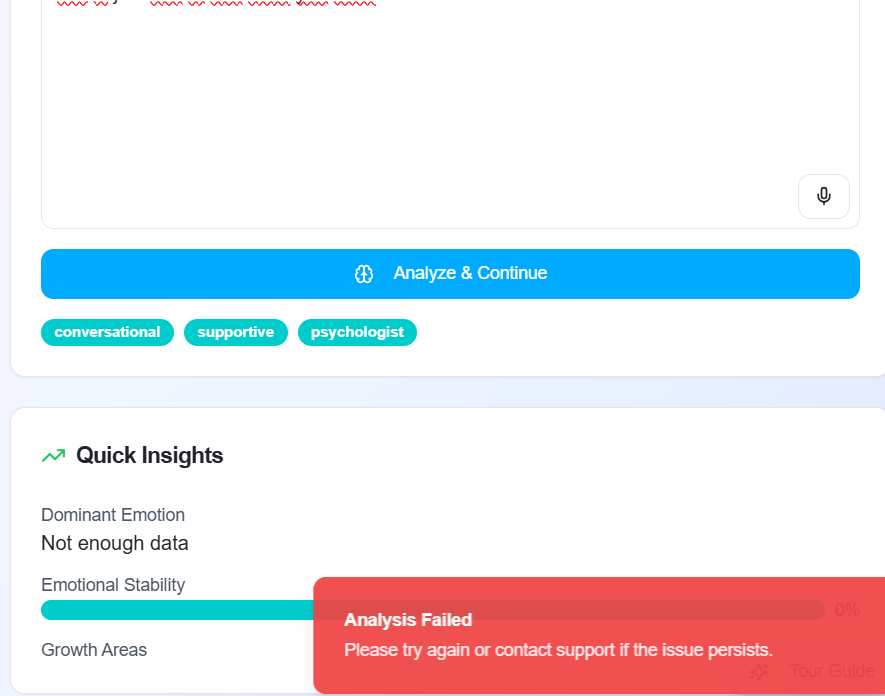 Analyze & Continue
conversational supportive psychologist
Quick Insights
Dominant Emotion
Not enough data
Emotional Stability
0%
Growth Areas
Analysis Failed
Please try again or contact support if the issue persists.
Tour Guide